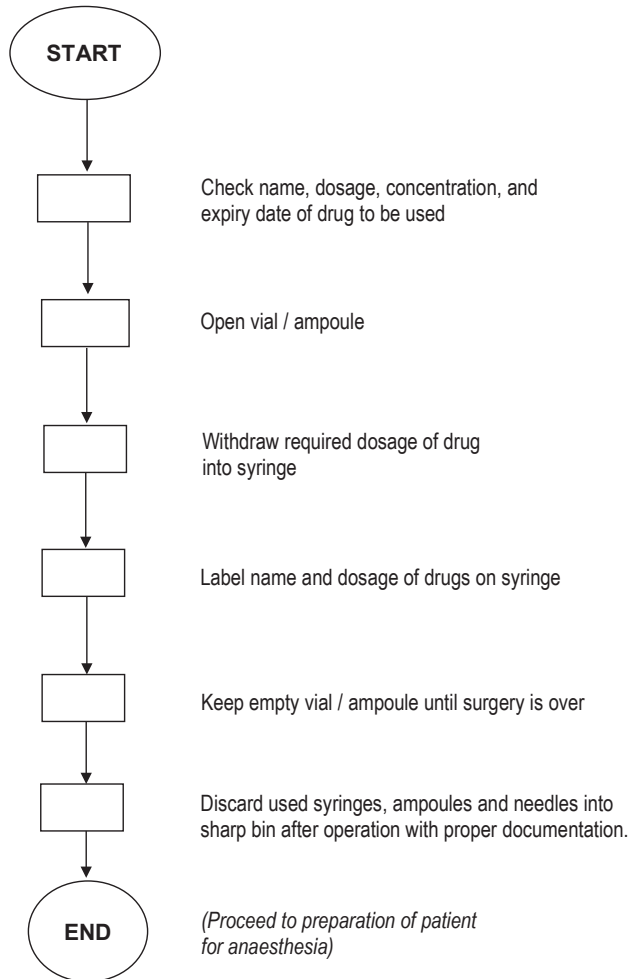 START
Check name, dosage, concentration, and
expiry date of drug to be used
Open vial / ampoule
Withdraw required dosage of drug
into syringe
Label name and dosage of drugs on syringe
Keep empty vial / ampoule until surgery is over
Discard used syringes, ampoules and needles into
sharp bin after operation with proper documentation.
END
(Proceed to preparation of patient
for anaesthesia)